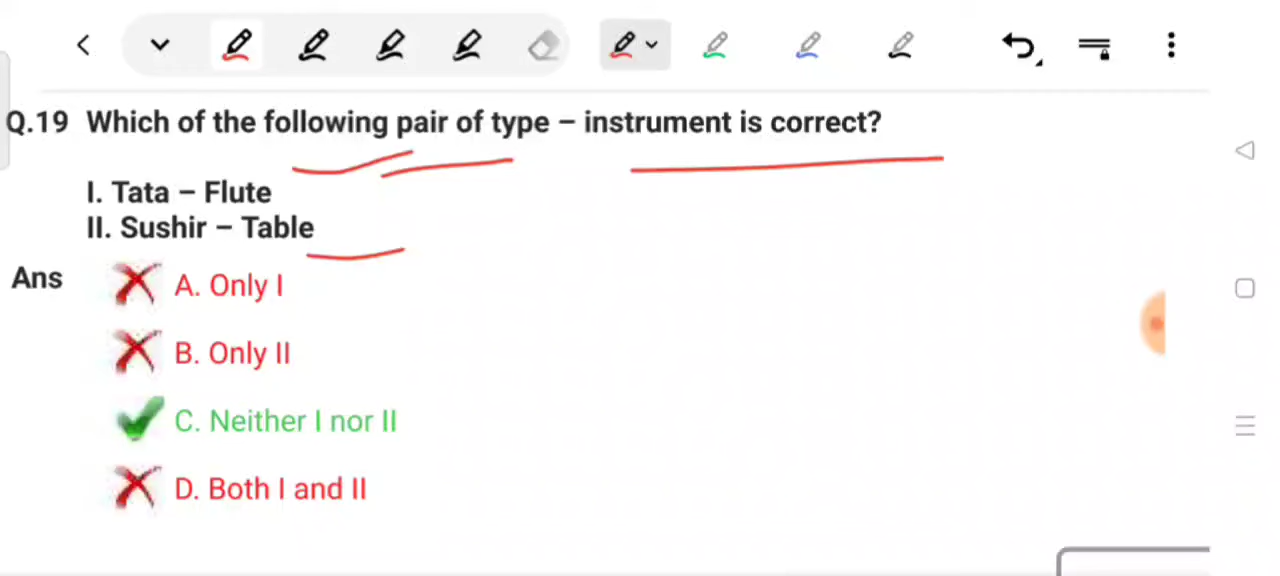 Q.19 Which of the following pair of type – instrument is correct?
I. Tata – Flute
II. Sushir – Table
Ans
A. Only I
B. Only II
C. Neither I nor II
D. Both I and II